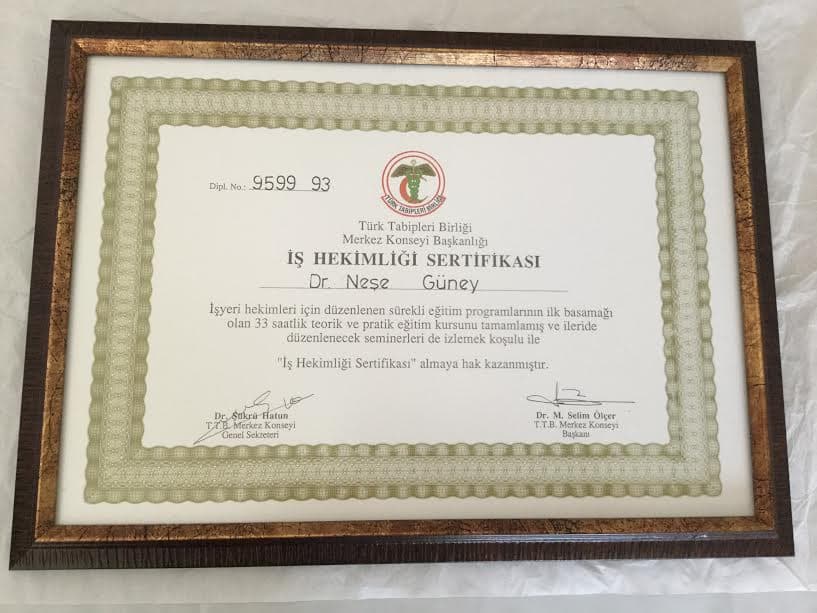 Dipl. No.: 9599 93
TÜRK TABİPLERİ BİRLİĞİ
Türk Tabipleri Birliği
Merkez Konseyi Başkanlığı
İŞ HEKİMLİĞİ SERTİFİKASI
Dr. Neşe Güney
İşyeri hekimleri için düzenlenen sürekli eğitim programlarının ilk basamağı
olan 33 saatlik teorik ve pratik eğitim kursunu tamamlamış ve ileride
düzenlenecek seminerleri de izlemek koşulu ile
"İş Hekimliği Sertifikası" almaya hak kazanmıştır.
Dr. Şükrü Hatun
T.T.B. Merkez Konseyi
Genel Sekreteri
Dr. M. Selim Ölçer
T.T.B. Merkez Konseyi
Başkanı